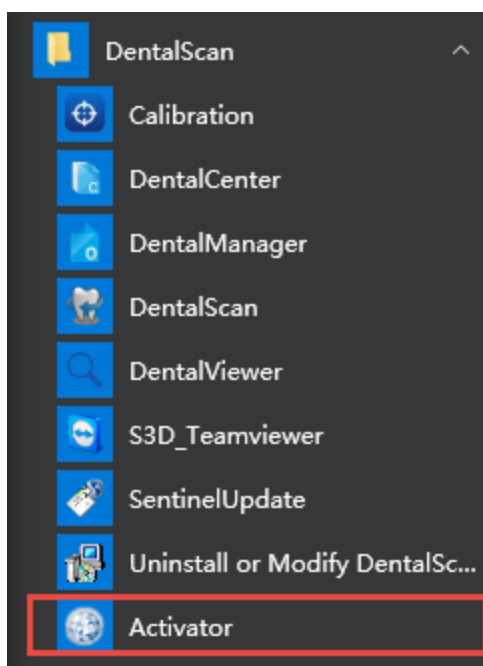 DentalScan
Calibration
DentalCenter
DentalManager
DentalScan
DentalViewer
S3D_Teamviewer
SentinelUpdate
Uninstall or Modify DentalSc...
Activator